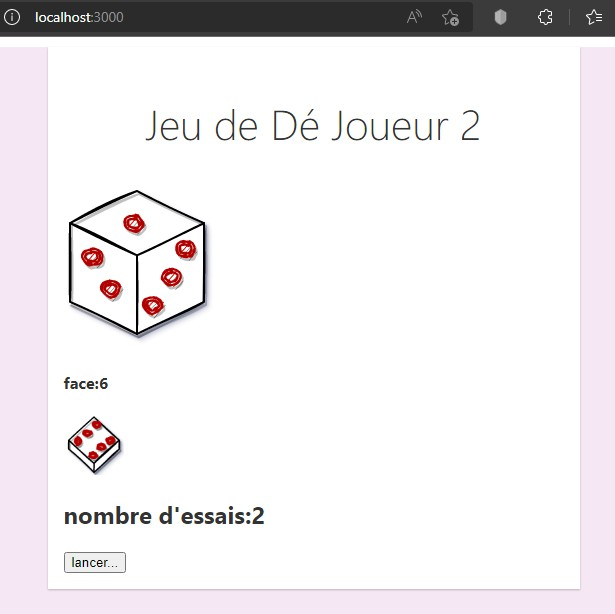 localhost:3000
Jeu de Dé Joueur 2
face:6
nombre d'essais:2
lancer...